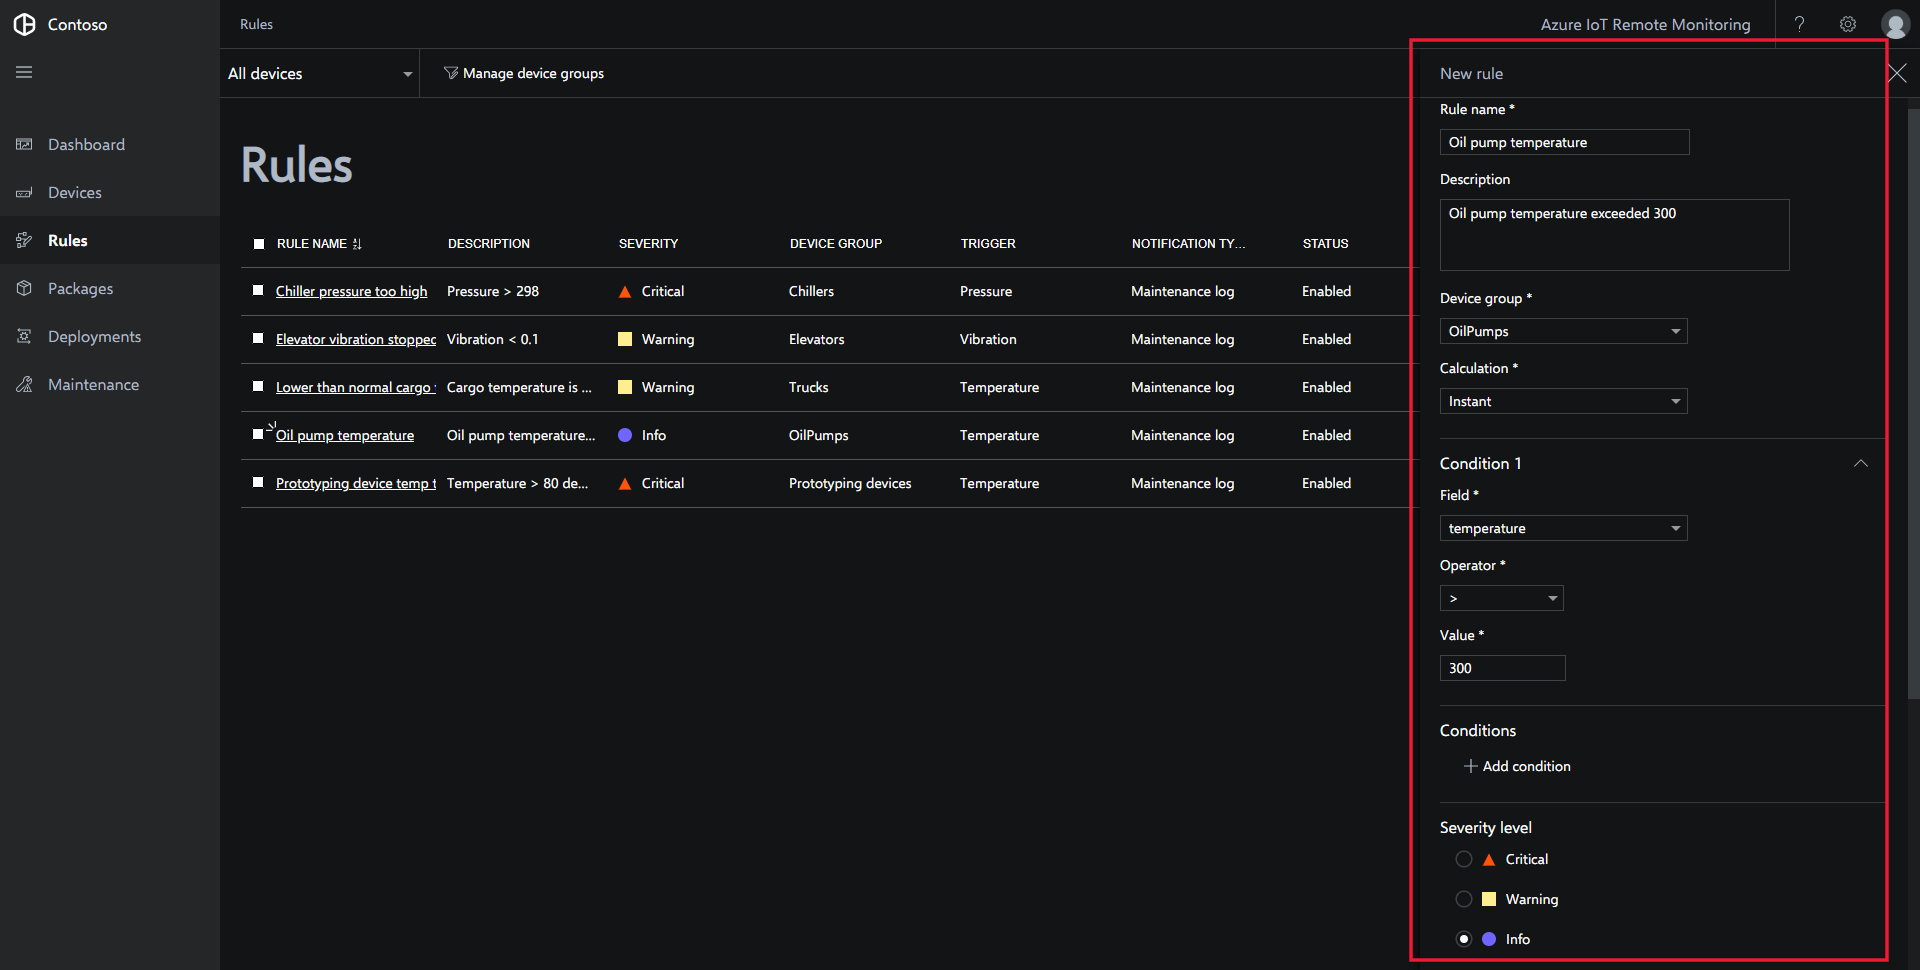 Contoso
Rules
Azure IoT Remote Monitoring
?
All devices
Manage device groups
Dashboard
Devices
Rules
Packages
Deployments
Maintenance
Rules
RULE NAME DESCRIPTION SEVERITY DEVICE GROUP TRIGGER NOTIFICATION TY... STATUS
Chiller pressure too high Pressure > 298 Critical Chillers Pressure Maintenance log Enabled
Elevator vibration stopped Vibration < 0.1 Warning Elevators Vibration Maintenance log Enabled
Lower than normal cargo Cargo temperature is ... Warning Trucks Temperature Maintenance log Enabled
Oil pump temperature Oil pump temperature... Info OilPumps Temperature Maintenance log Enabled
Prototyping device temp t Temperature > 80 de... Critical Prototyping devices Temperature Maintenance log Enabled
New rule
Rule name *
Oil pump temperature
Description
Oil pump temperature exceeded 300
Device group *
OilPumps
Calculation *
Instant
Condition 1
Field *
temperature
Operator *
>
Value *
300
Conditions
Add condition
Severity level
Critical
Warning
Info